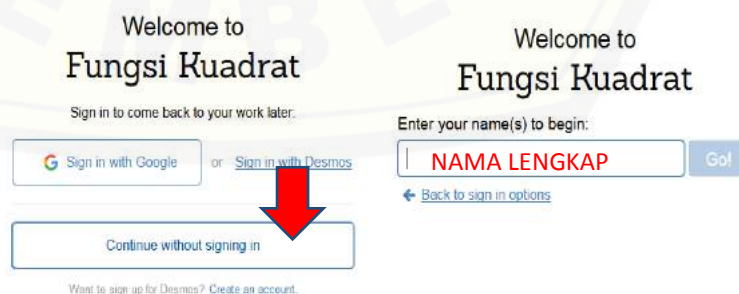 Welcome to
Fungsi Kuadrat
Sign in to come back to your work later.
Sign in with Google or Sign in with Desmos
Continue without signing in
Want to sign up for Desmos? Create an account.
Welcome to
Fungsi Kuadrat
Enter your name(s) to begin:
NAMA LENGKAP Go!
Back to sign in options